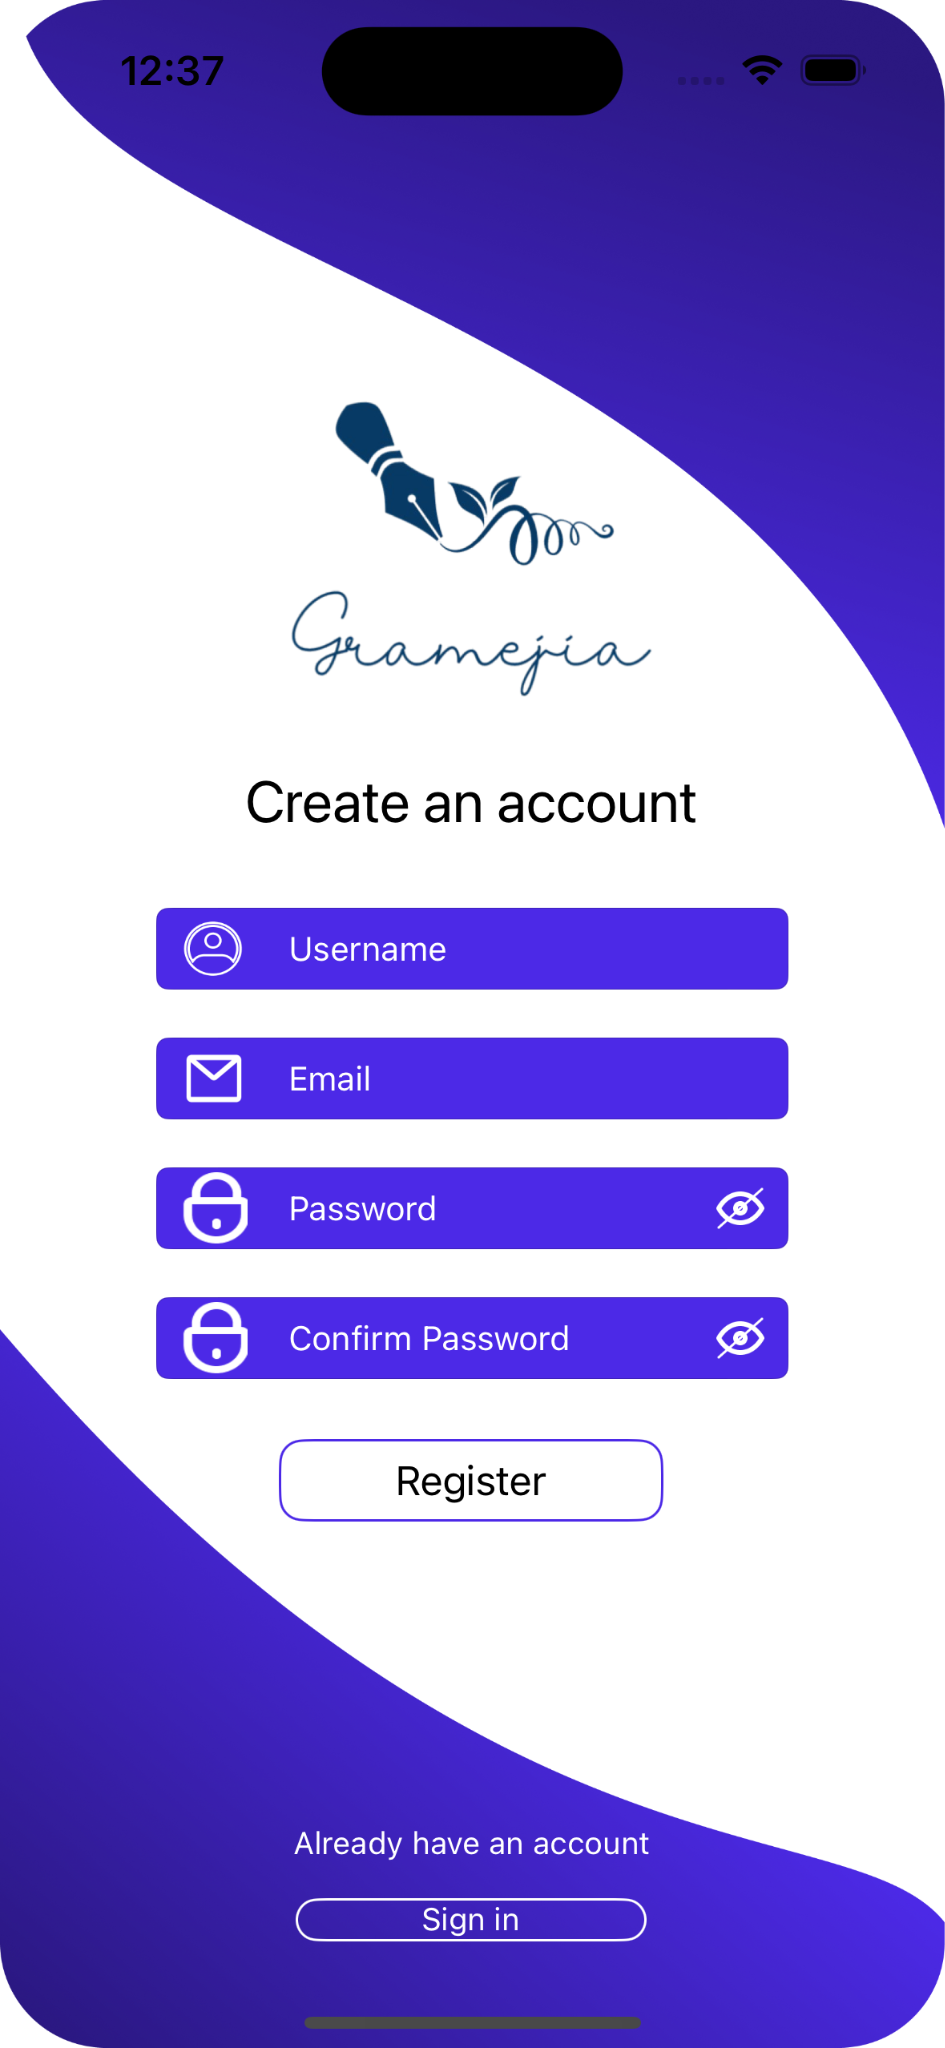 12:37
Gramejia
Create an account
Username
Email
Password
Confirm Password
Register
Already have an account
Sign in